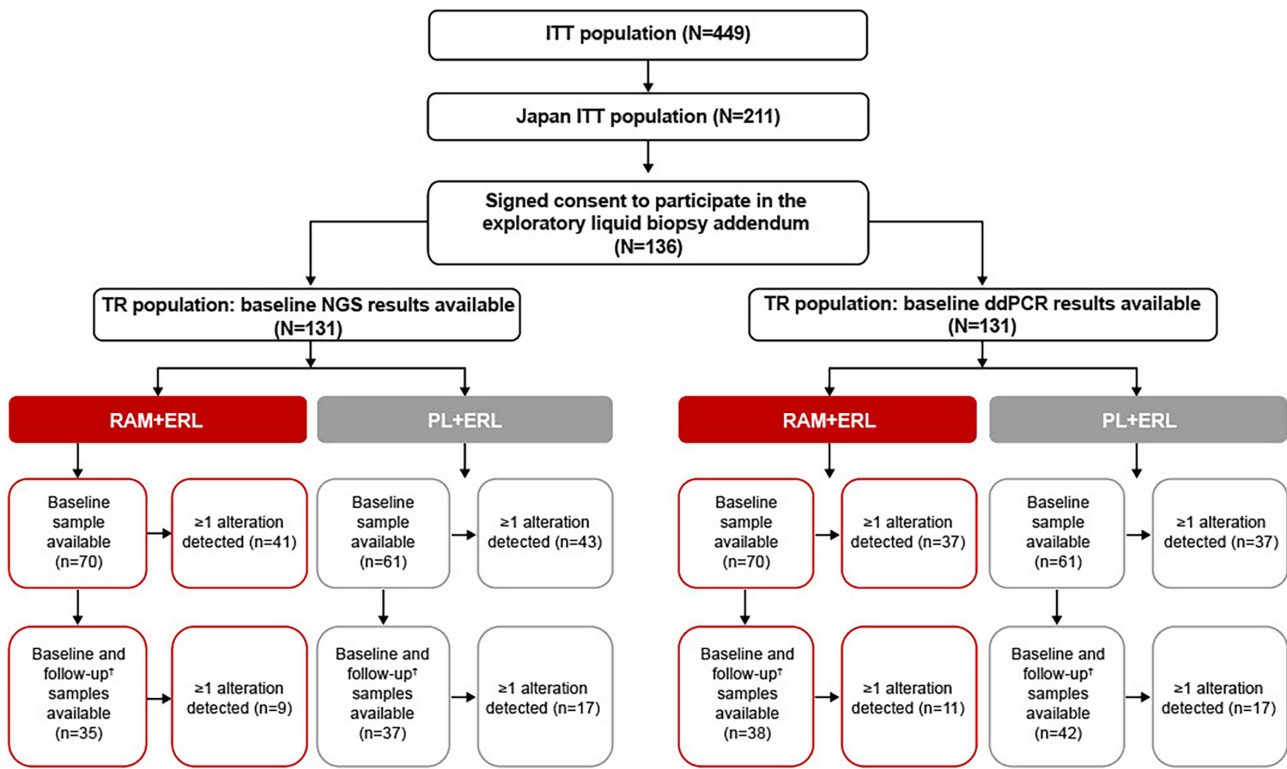 ITT population (N=449)
Japan ITT population (N=211)
Signed consent to participate in the
exploratory liquid biopsy addendum
(N=136)
TR population: baseline NGS results available
(N=131)
TR population: baseline ddPCR results available
(N=131)
RAM+ERL
PL+ERL
RAM+ERL
PL+ERL
Baseline
sample
available
(n=70)
≥1 alteration
detected (n=41)
Baseline
sample
available
(n=61)
≥1 alteration
detected (n=43)
Baseline
sample
available
(n=70)
≥1 alteration
detected (n=37)
Baseline
sample
available
(n=61)
≥1 alteration
detected (n=37)
Baseline and
follow-up†
samples
available
(n=35)
≥1 alteration
detected (n=9)
Baseline and
follow-up†
samples
available
(n=37)
≥1 alteration
detected (n=17)
Baseline and
follow-up†
samples
available
(n=38)
≥1 alteration
detected (n=11)
Baseline and
follow-up†
samples
available
(n=42)
≥1 alteration
detected (n=17)